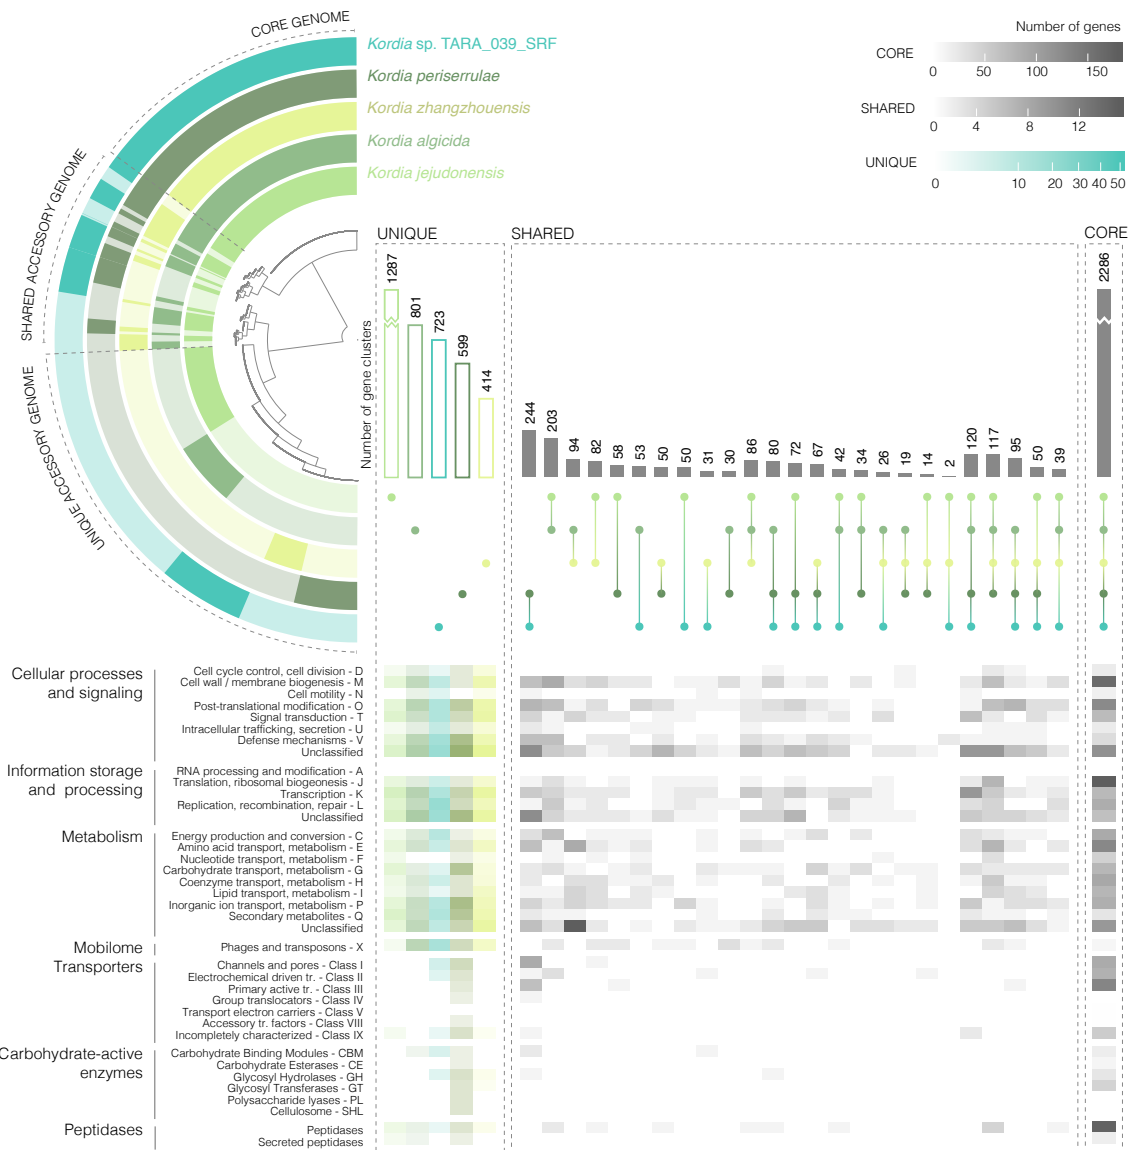 CORE GENOME
SHARED ACCESSORY GENOME
UNIQUE ACCESSORY GENOME
Kordia sp. TARA_039_SRF
Kordia periserrulae
Kordia zhangzhouensis
Kordia algicida
Kordia jejudonensis
Number of genes
CORE
0 50 100 150
SHARED
0 4 8 12
UNIQUE
0 10 20 30 40 50
UNIQUE
SHARED
CORE
Number of gene clusters
1287 801 723 599 414
244 203 94 82 58 53 50 50 31 30 86 80 72 67 42 34 26 19 14 2 120 117 95 50 39
2286
Cellular processes
and signaling
Cell cycle control, cell division - D
Cell wall / membrane biogenesis - M
Cell motility - N
Post-translational modification - O
Signal transduction - T
Intracellular trafficking, secretion - U
Defense mechanisms - V
Unclassified
Information storage
and processing
RNA processing and modification - A
Translation, ribosomal biogeonesis - J
Transcription - K
Replication, recombination, repair - L
Unclassified
Metabolism
Energy production and conversion - C
Amino acid transport, metabolism - E
Nucleotide transport, metabolism - F
Carbohydrate transport, metabolism - G
Coenzyme transport, metabolism - H
Lipid transport, metabolism - I
Inorganic ion transport, metabolism - P
Secondary metabolites - Q
Unclassified
Mobilome
Phages and transposons - X
Transporters
Channels and pores - Class I
Electrochemical driven tr. - Class II
Primary active tr. - Class III
Group translocators - Class IV
Transport electron carriers - Class V
Accessory tr. factors - Class VIII
Incompletely characterized - Class IX
Carbohydrate-active
enzymes
Carbohydrate Binding Modules - CBM
Carbohydrate Esterases - CE
Glycosyl Hydrolases - GH
Glycosyl Transferases - GT
Polysaccharide lyases - PL
Cellulosome - SHL
Peptidases
Peptidases
Secreted peptidases